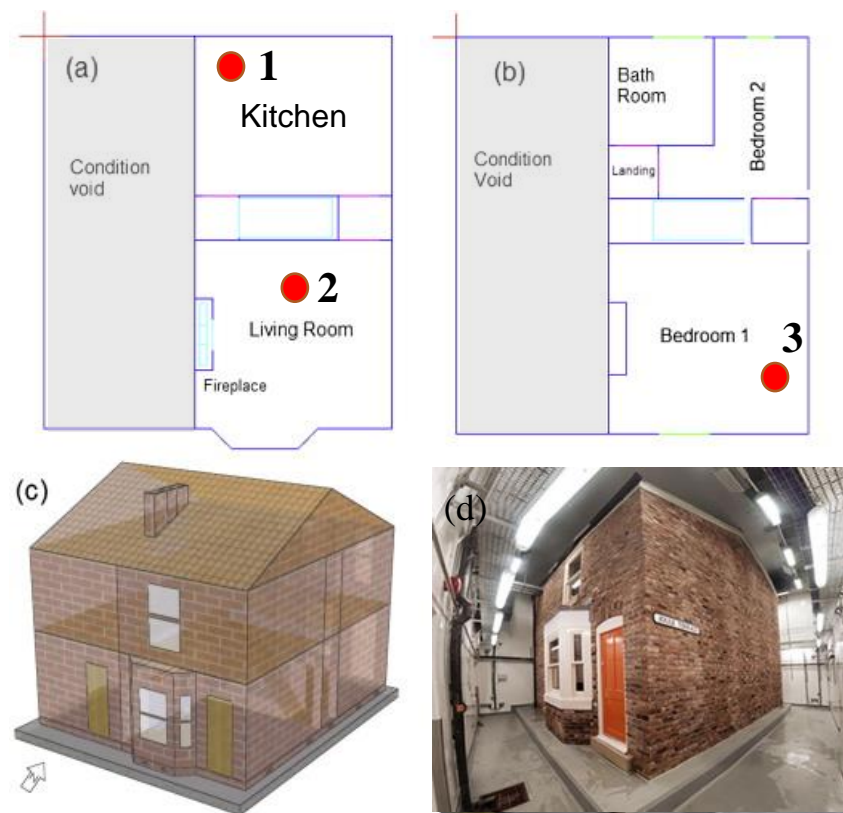 (a)
1
Kitchen
Condition
void
2
Living Room
Fireplace
(b)
Bath
Room
Bedroom 2
Condition
Void
Landing
Bedroom 1
3
(c)
(d)